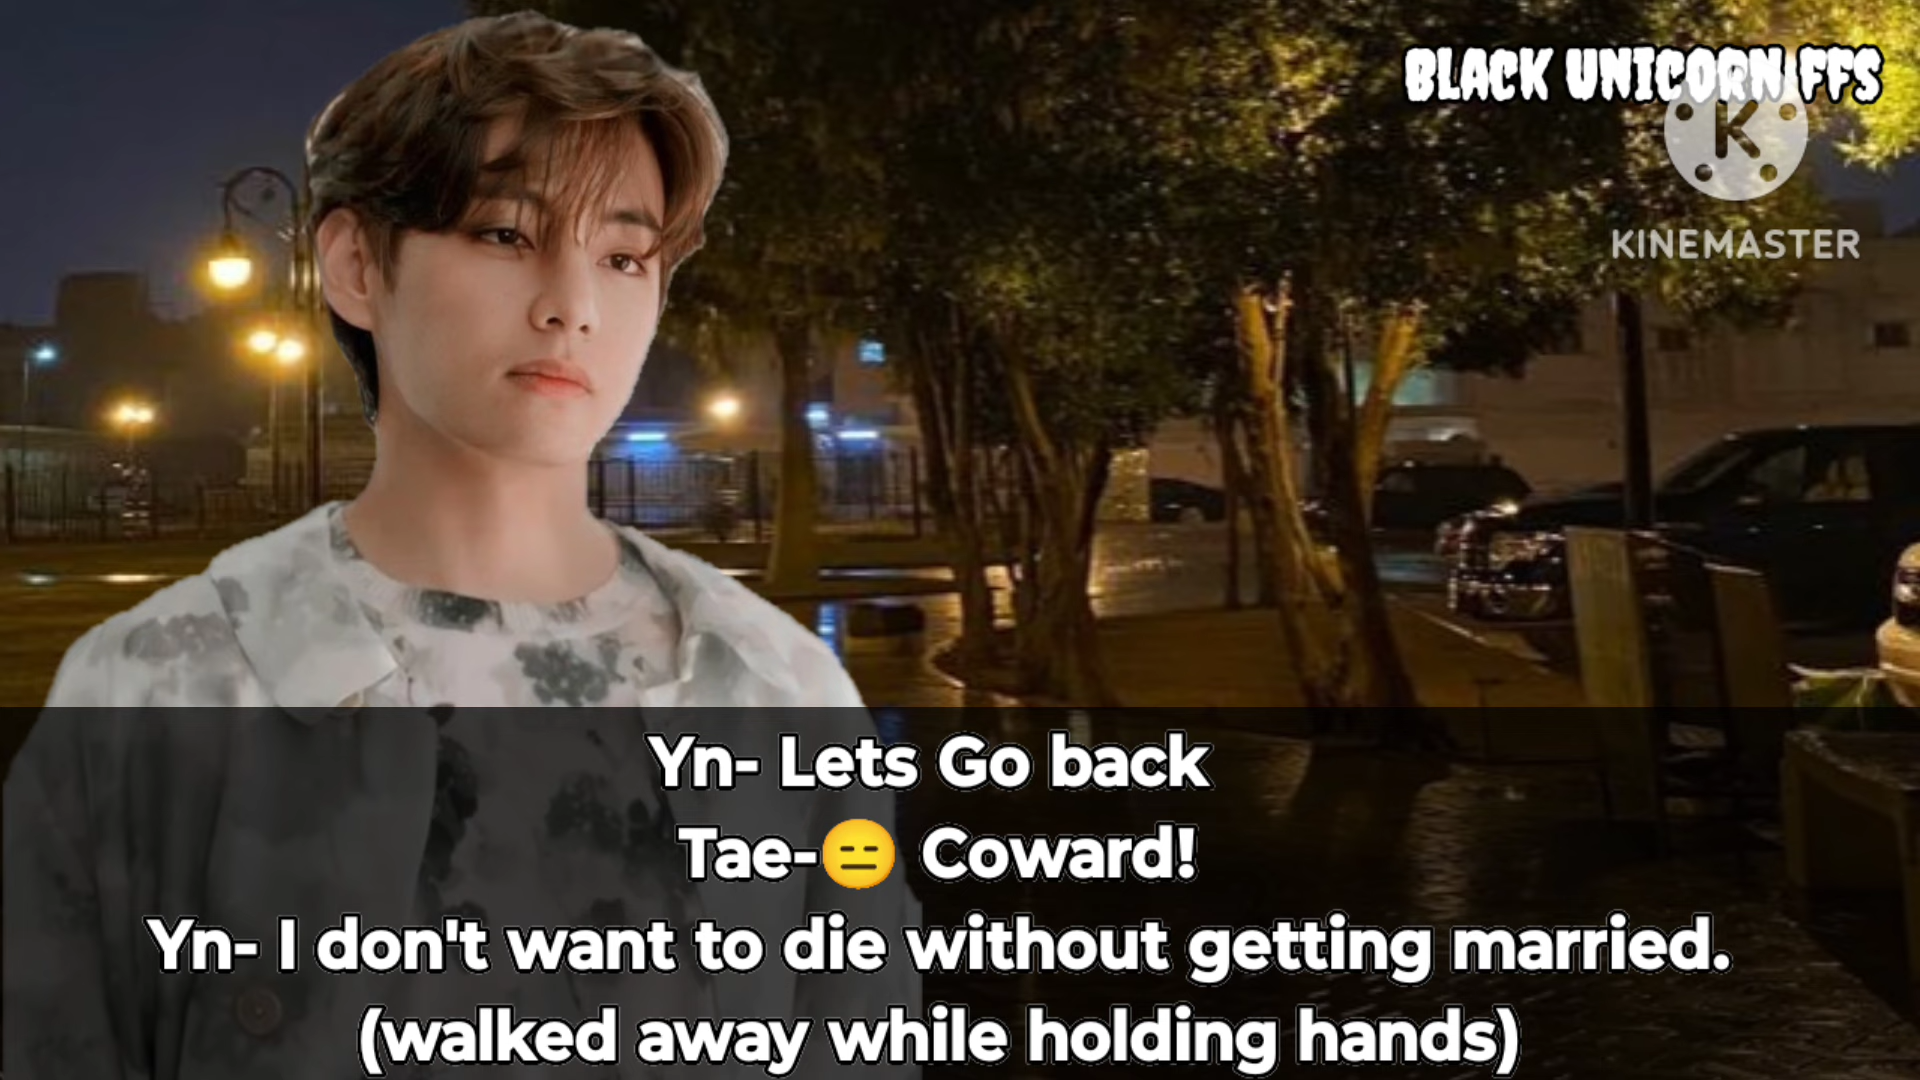 BLACK UNICORN FFS
K
KINEMASTER
Yn- Lets Go back
Tae-😑 Coward!
Yn- I don't want to die without getting married.
(walked away while holding hands)